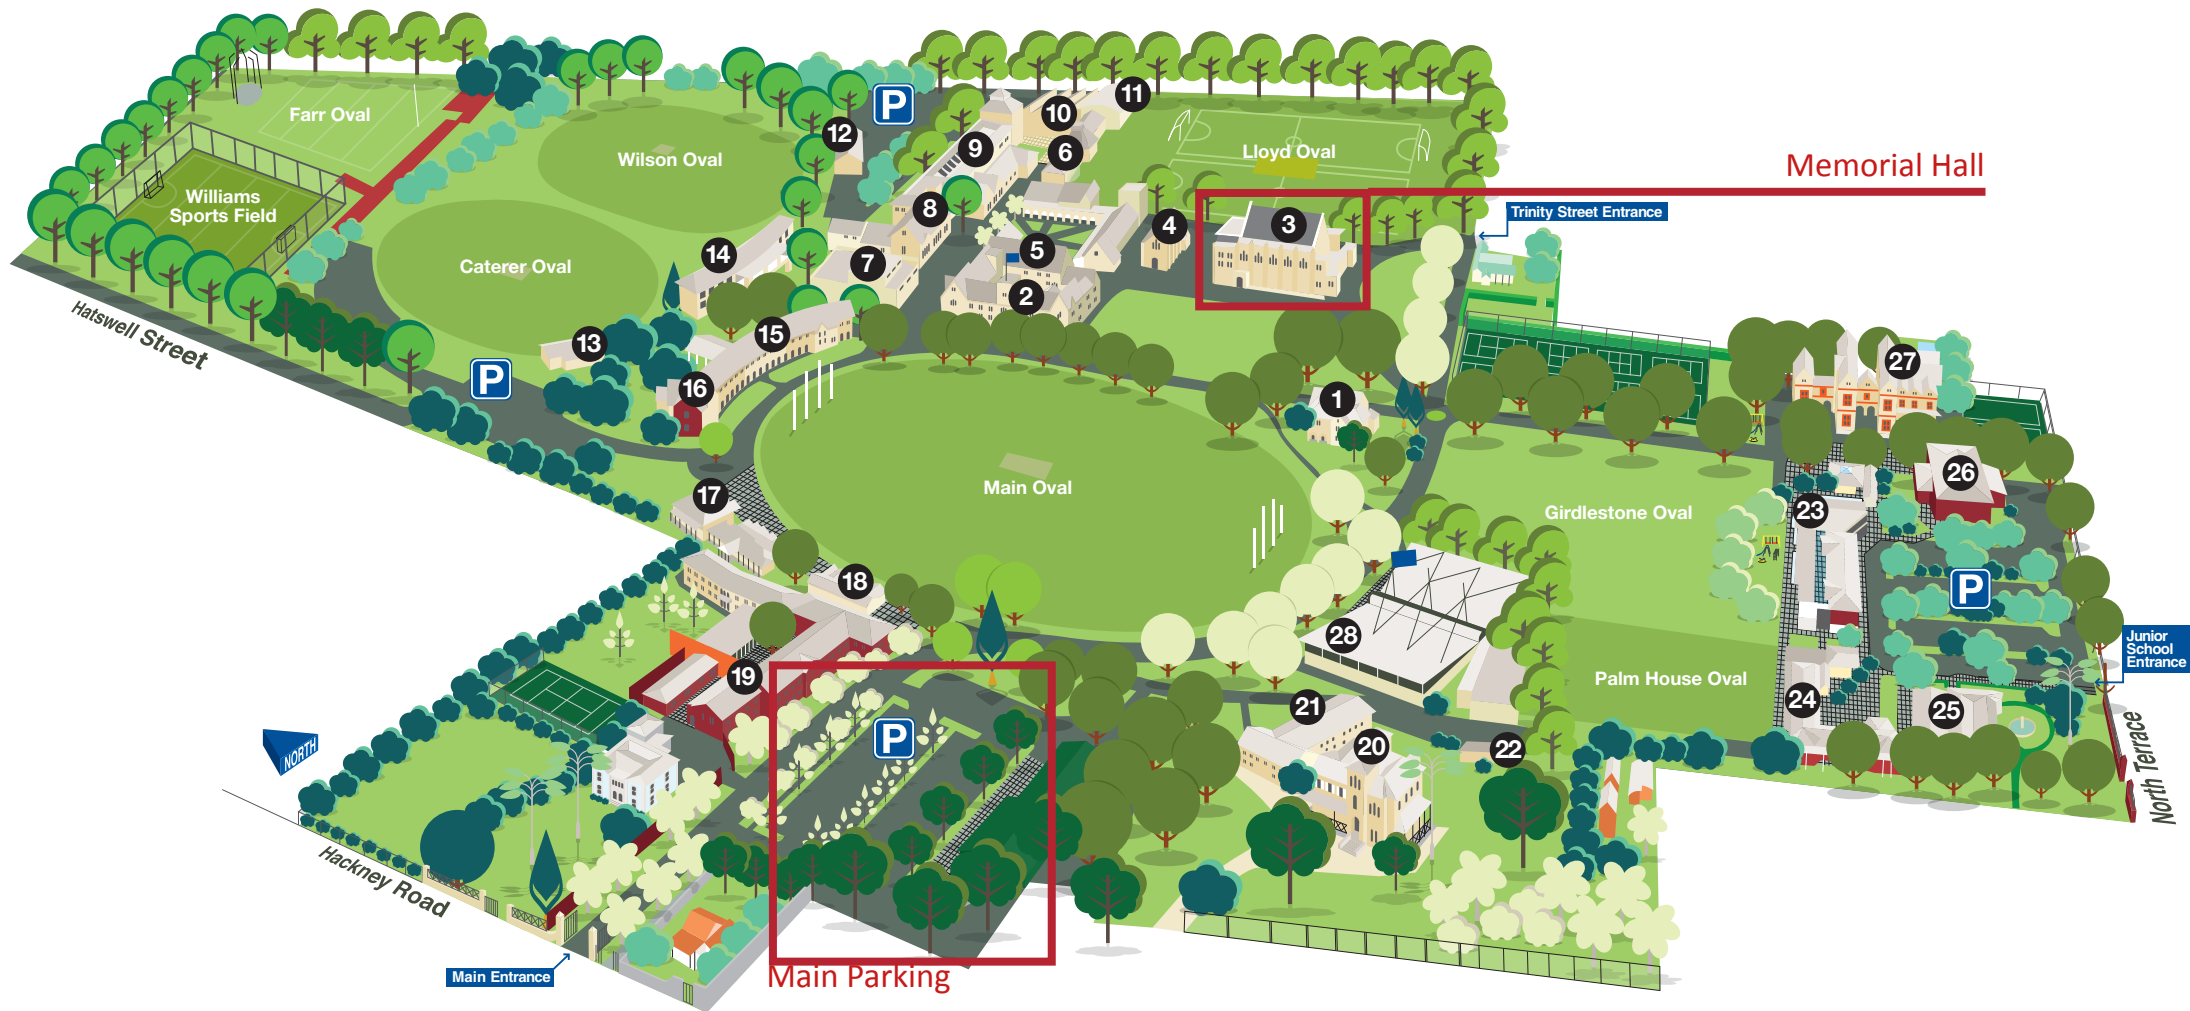 P
11
10
Farr Oval
12
9
6
Lloyd Oval
Wilson Oval
Memorial Hall
Williams
Sports Field
8
4
3
Trinity Street Entrance
5
14
7
Caterer Oval
2
Hatswell Street
15
13
27
P
16
1
26
Main Oval
17
23
Girdlestone Oval
18
P
28
Junior
School
Entrance
19
Palm House Oval
24
21
25
P
20
22
NORTH
North Terrace
Hackney Road
Main Entrance
Main Parking